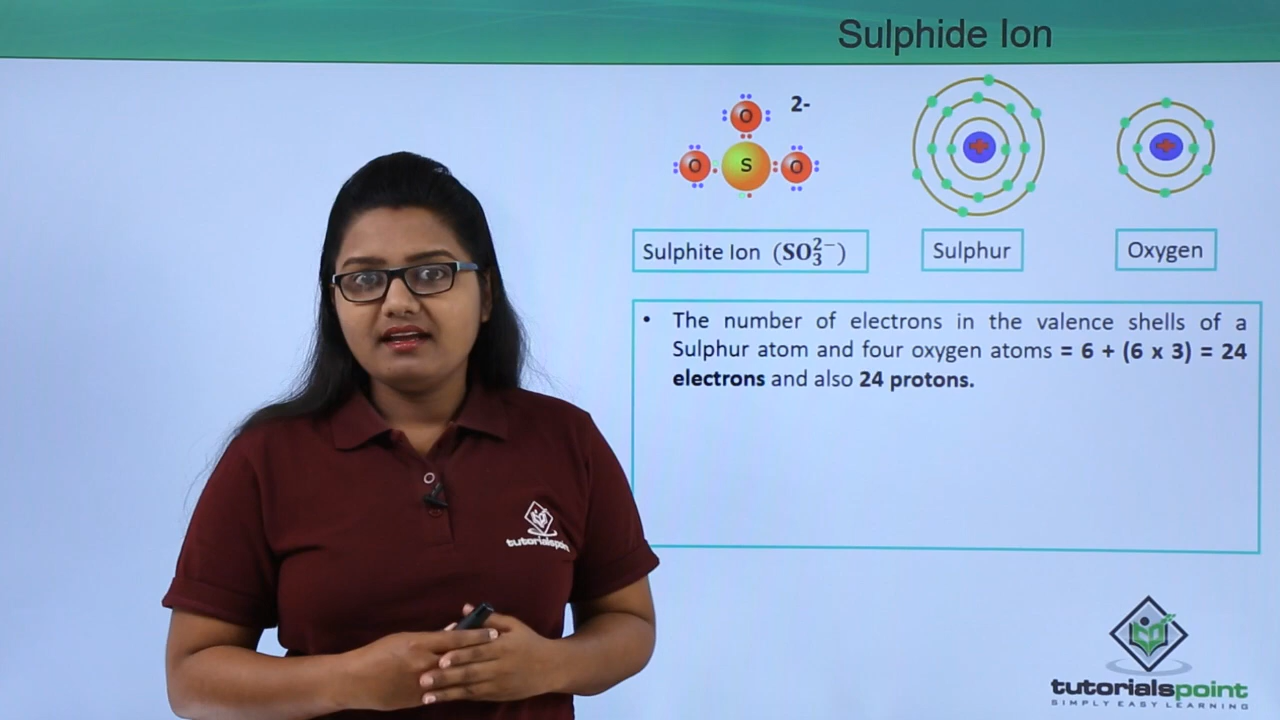 Sulphide Ion
2-
O
O S O
Sulphite Ion (SO₃²⁻)
Sulphur
Oxygen
• The number of electrons in the valence shells of a
Sulphur atom and four oxygen atoms = 6 + (6 x 3) = 24
electrons and also 24 protons.
tutorialspoint
tutorialspoint
SIMPLY EASY LEARNING